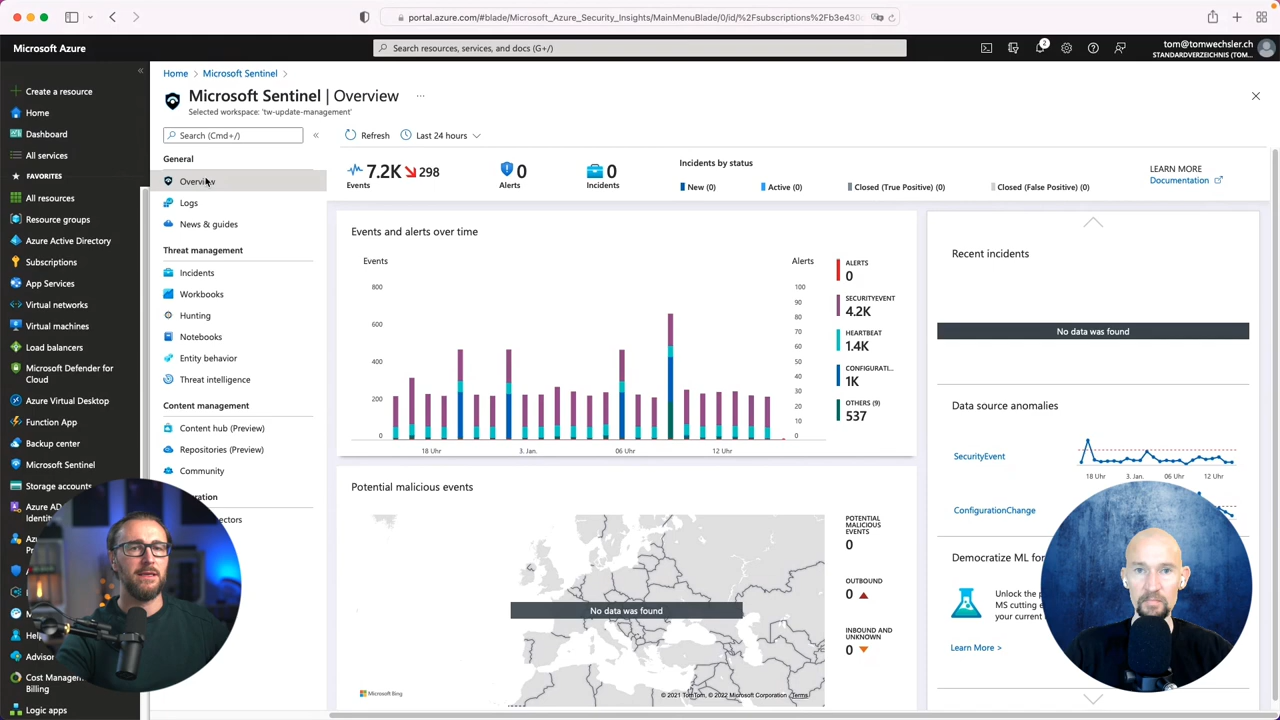 portal.azure.com/#blade/Microsoft_Azure_Security_Insights/MainMenuBlade/0/id/%2Fsubscriptions%2Fb3e430
Microsoft Azure
Search resources, services, and docs (G+/)
2
tom@tomwechsler.ch
STANDARDVERZEICHNIS (TOM...
Create a resource
Home
Dashboard
All services
FAVORITES
All resources
Resource groups
Azure Active Directory
Subscriptions
App Services
Virtual networks
Virtual machines
Load balancers
Microsoft Defender for
Cloud
Azure Virtual Desktop
Function App
Backup center
Microsoft Sentinel
Storage accounts
Azure AD
Cost Management
Billing
Logic apps
Home > Microsoft Sentinel >
Microsoft Sentinel | Overview ...
Selected workspace: 'tw-update-management'
Search (Cmd+/)
«
General
Overview
Logs
News & guides
Threat management
Incidents
Workbooks
Hunting
Notebooks
Entity behavior
Threat intelligence
Content management
Content hub (Preview)
Repositories (Preview)
Community
Refresh
Last 24 hours
7.2K 298
Events
0
Alerts
0
Incidents
Incidents by status
New (0)
Active (0)
Closed (True Positive) (0)
Closed (False Positive) (0)
LEARN MORE
Documentation
Events and alerts over time
Events
Alerts
800
600
400
200
0
100
90
80
70
60
50
40
30
20
10
0
18 Uhr
3. Jan.
06 Uhr
12 Uhr
ALERTS
0
SECURITYEVENT
4.2K
HEARTBEAT
1.4K
CONFIGURATI...
1K
OTHERS (9)
537
Potential malicious events
No data was found
Microsoft Bing
© 2021 TomTom, © 2022 Microsoft Corporation Terms
POTENTIAL
MALICIOUS
EVENTS
0
OUTBOUND
0
INBOUND AND
UNKNOWN
0
Recent incidents
No data was found
Data source anomalies
SecurityEvent
18 Uhr
3. Jan.
06 Uhr
12 Uhr
ConfigurationChange
Democratize ML for
Unlock the
MS cutting
your current
Learn More >